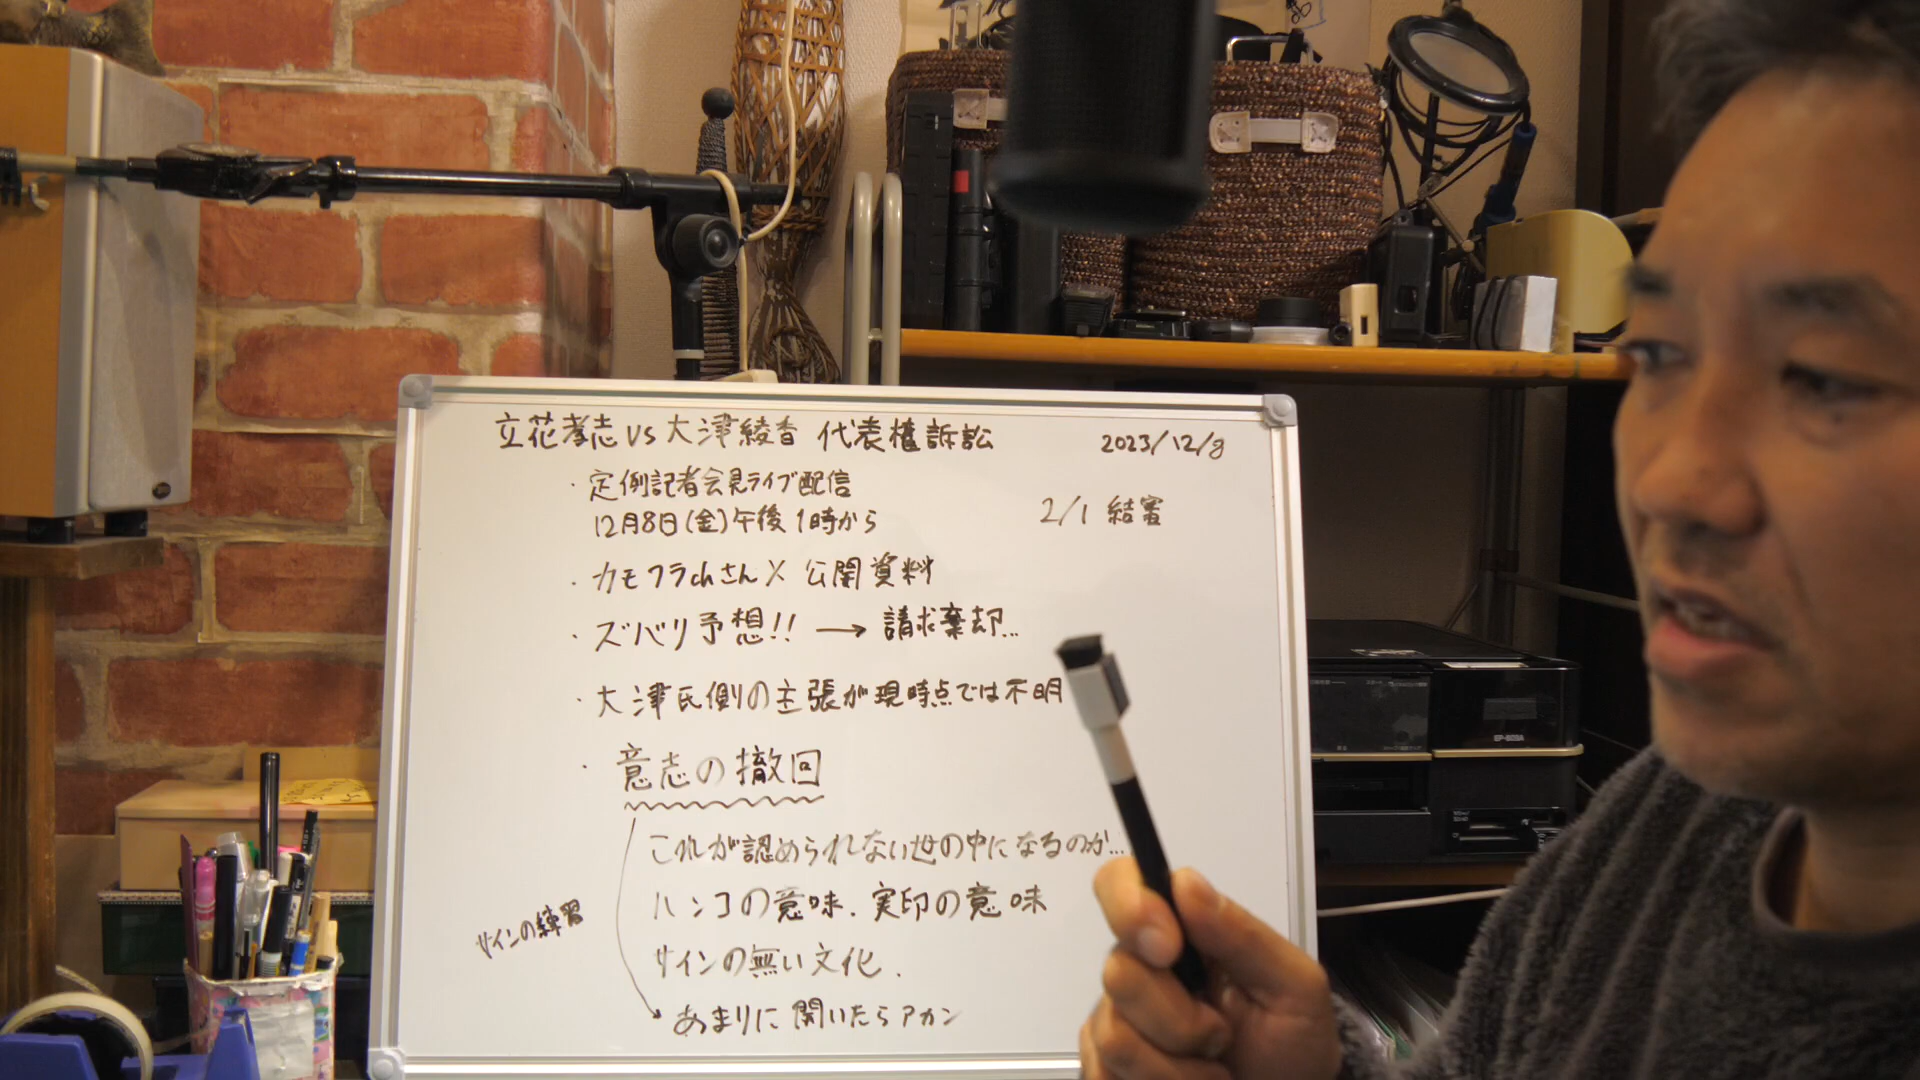 立花孝志 VS 大津綾香 代表権訴訟
2023/12/8
・定例記者会見ライブ配信
12月8日(金)午後1時から
2/1 結審
・カモフラchさん× 公開資料
・ズバリ予想!! → 請求棄却...
・大津氏側の主張が現時点では不明
・意志の撤回
これが認められない世の中になるのか...
ハンコの意味. 実印の意味
サインの練習
サインの無い文化.
あまりに開いたらアカン
EP-803A